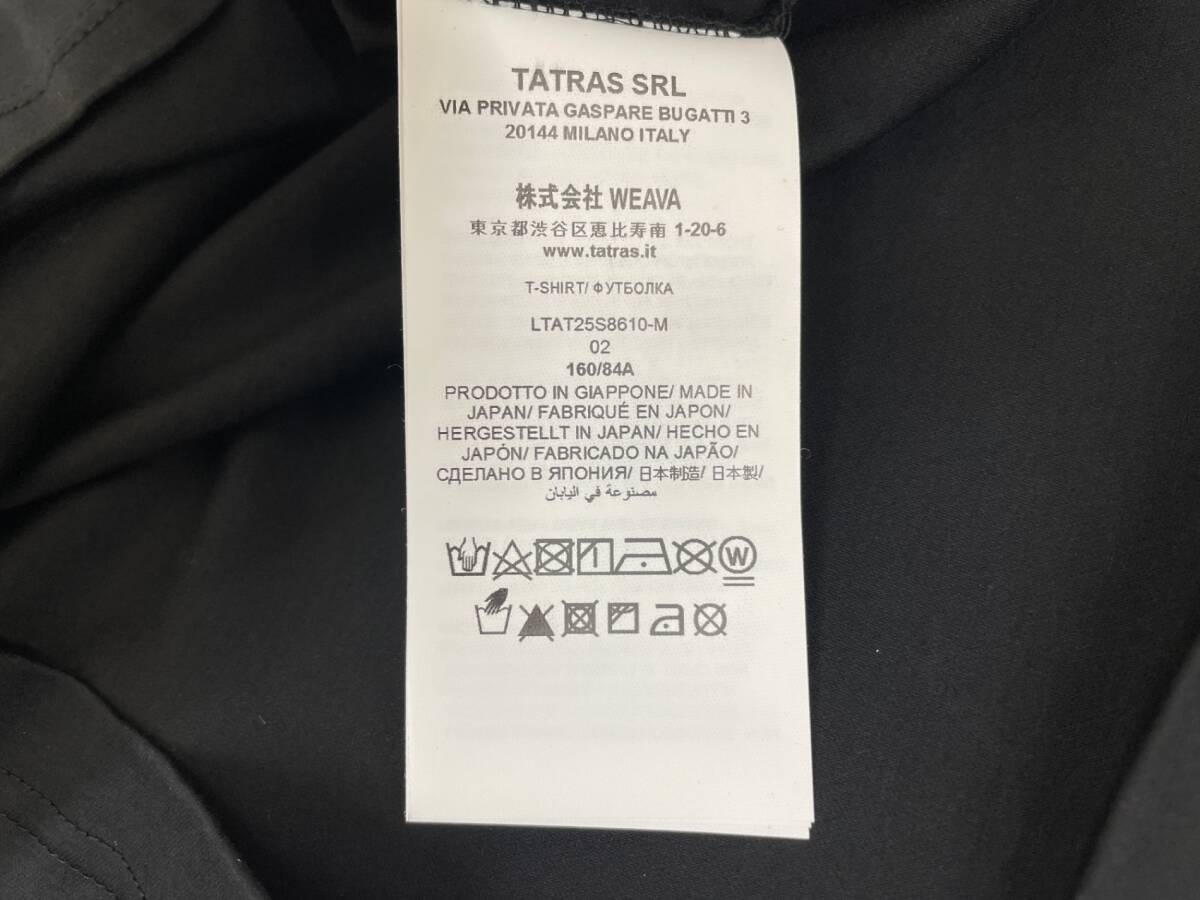 TATRAS SRL
VIA PRIVATA GASPARE BUGATTI 3
20144 MILANO ITALY
株式会社 WEAVA
東京都渋谷区恵比寿南 1-20-6
www.tatras.it
T-SHIRT/ ФУТБОЛКА
LTAT25S8610-M
02
160/84A
PRODOTTO IN GIAPPONE/ MADE IN
JAPAN/ FABRIQUÉ EN JAPON/
HERGESTELLT IN JAPAN/ HECHO EN
JAPÓN/ FABRICADO NA JAPÃO/
СДЕЛАНО В ЯПОНИЯ/ 日本制造/ 日本製/
مصنوعة في اليابان
W